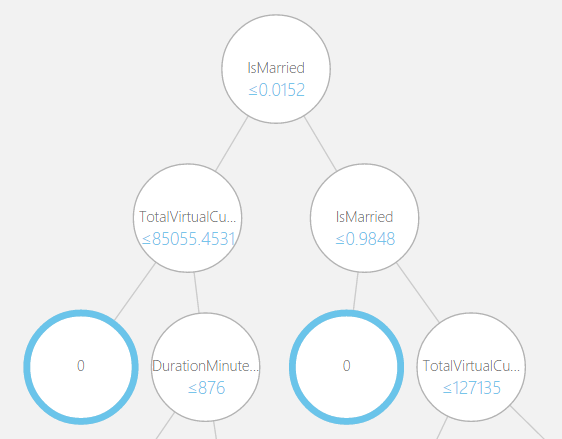 IsMarried
≤0.0152
TotalVirtualCu...
≤85055.4531
IsMarried
≤0.9848
0
DurationMinute...
≤876
0
TotalVirtualCu...
≤127135